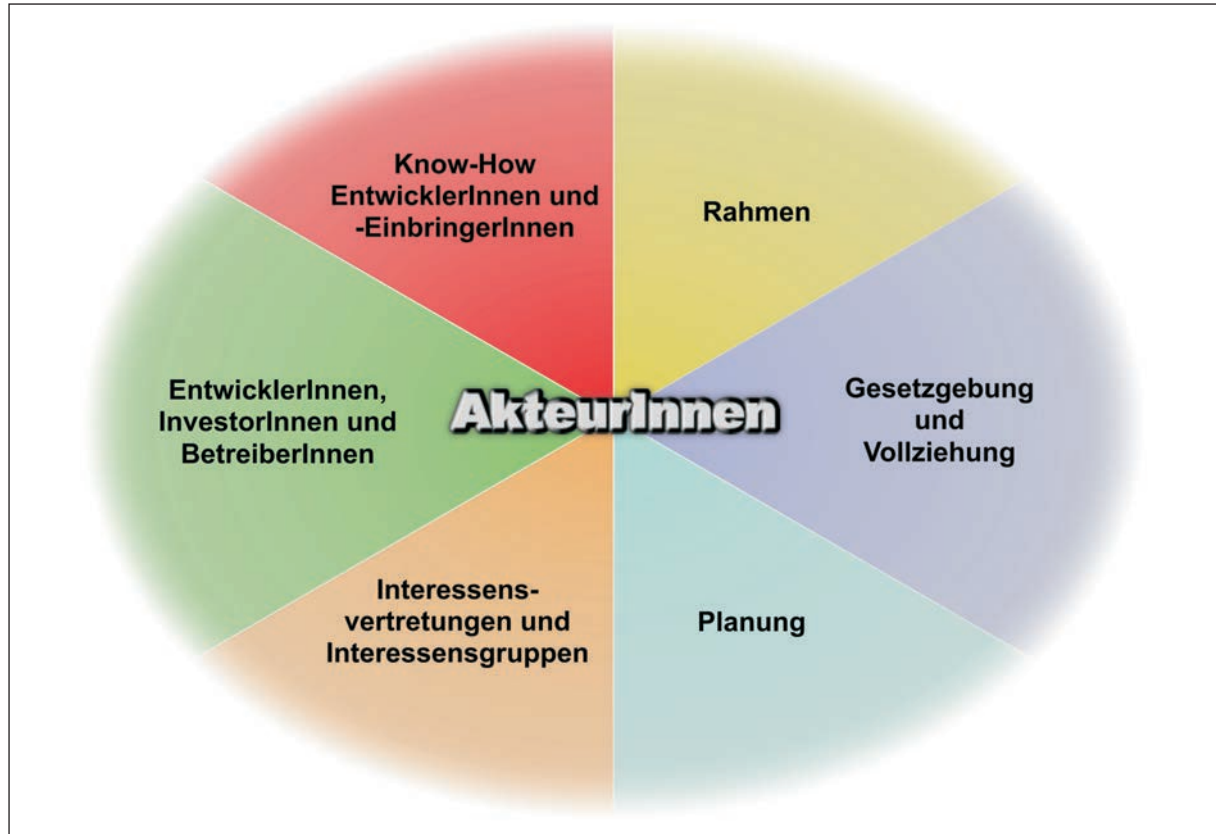 Know-How
EntwicklerInnen und
-EinbringerInnen
Rahmen
EntwicklerInnen,
InvestorInnen und
BetreiberInnen
AkteurInnen
Gesetzgebung
und
Vollziehung
Interessens-
vertretungen und
Interessensgruppen
Planung